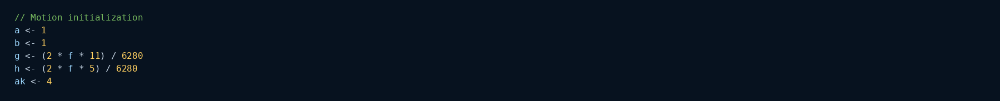 // Motion initialization
a <- 1
b <- 1
g <- (2 * f * 11) / 6280
h <- (2 * f * 5) / 6280
ak <- 4